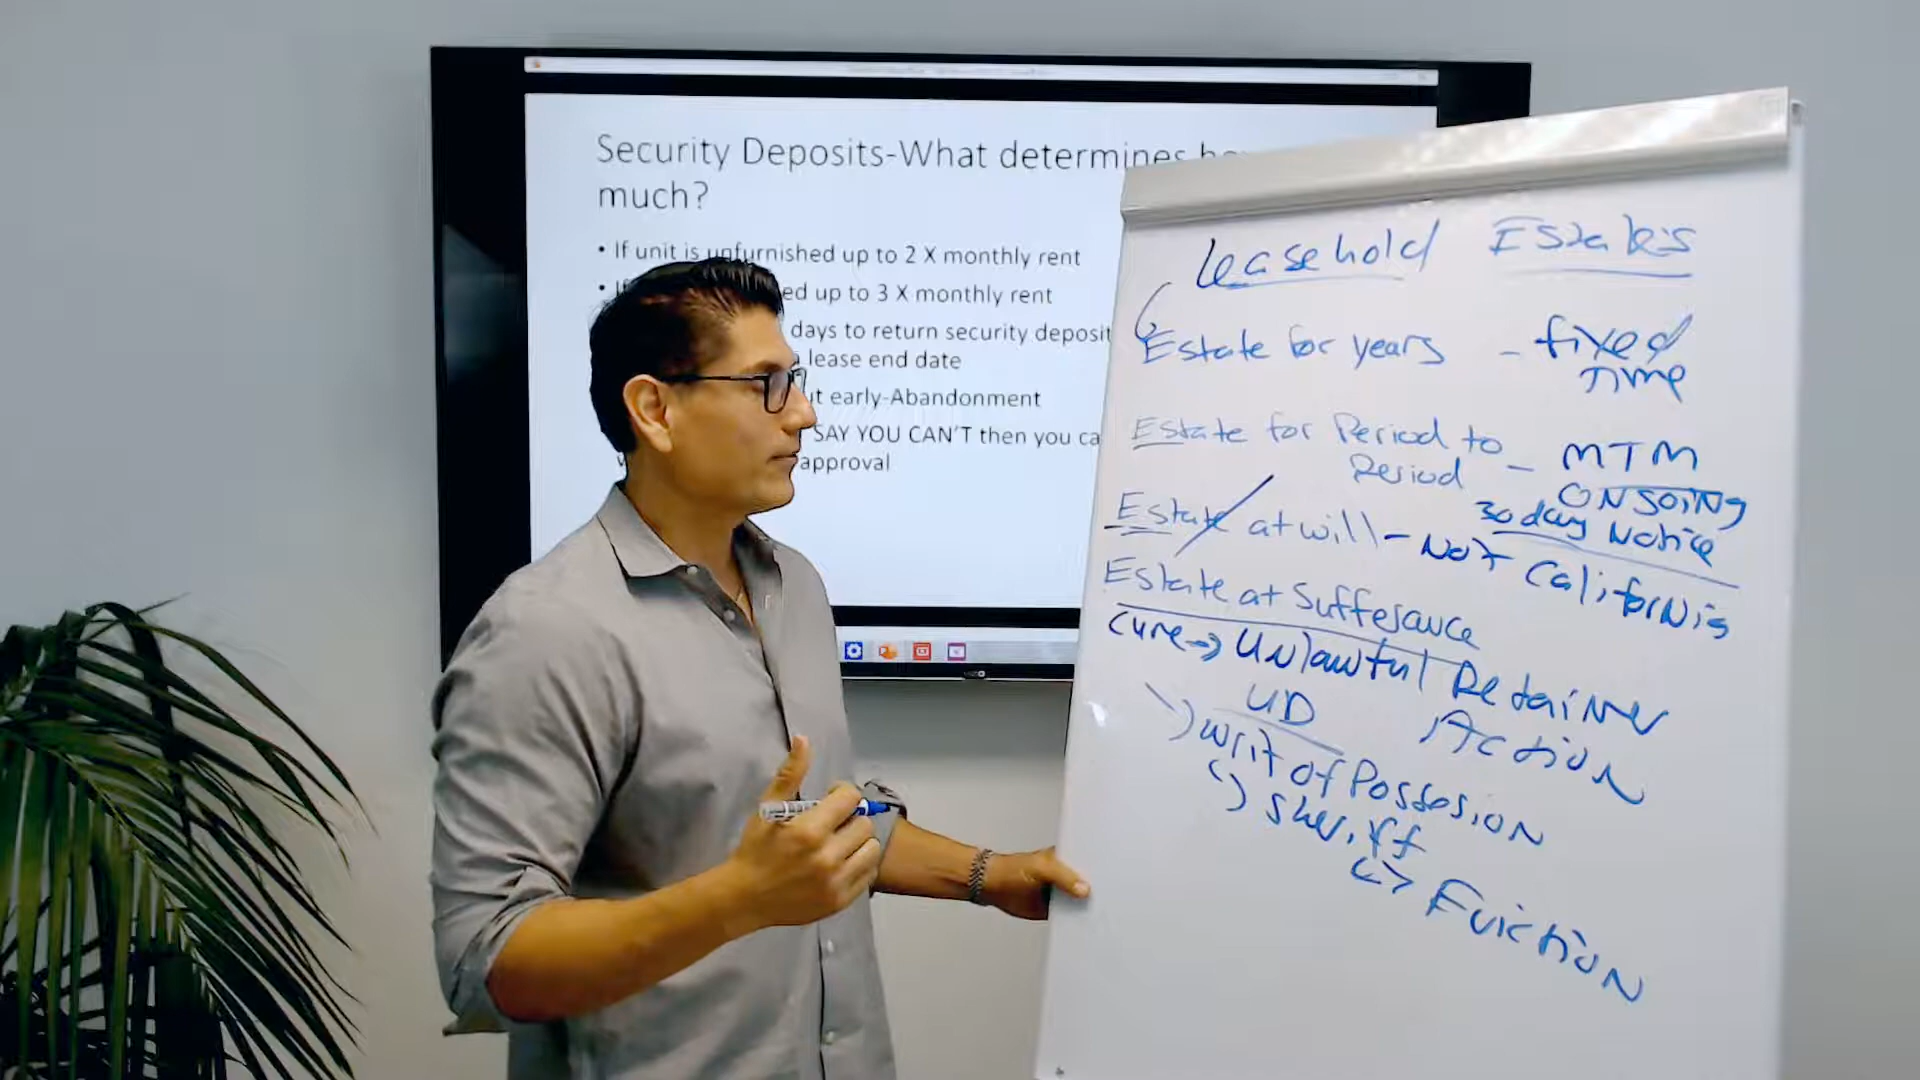 Security Deposits-What determines
much?
• If unit is unfurnished up to 2 X monthly rent
• ed up to 3 X monthly rent
days to return security deposit
lease end date
ut early-Abandonment
SAY YOU CAN'T then you ca
approval
Leasehold Estates
Estate for years - fixed
Time
Estate for Period to
Period - MTM
ONGOING
30 day Notice
Estate at will - Not California
Estate at Sufferance
Cure → Unlawful Detainer
UD Action
Writ of Possesion
Sheriff
Eviction